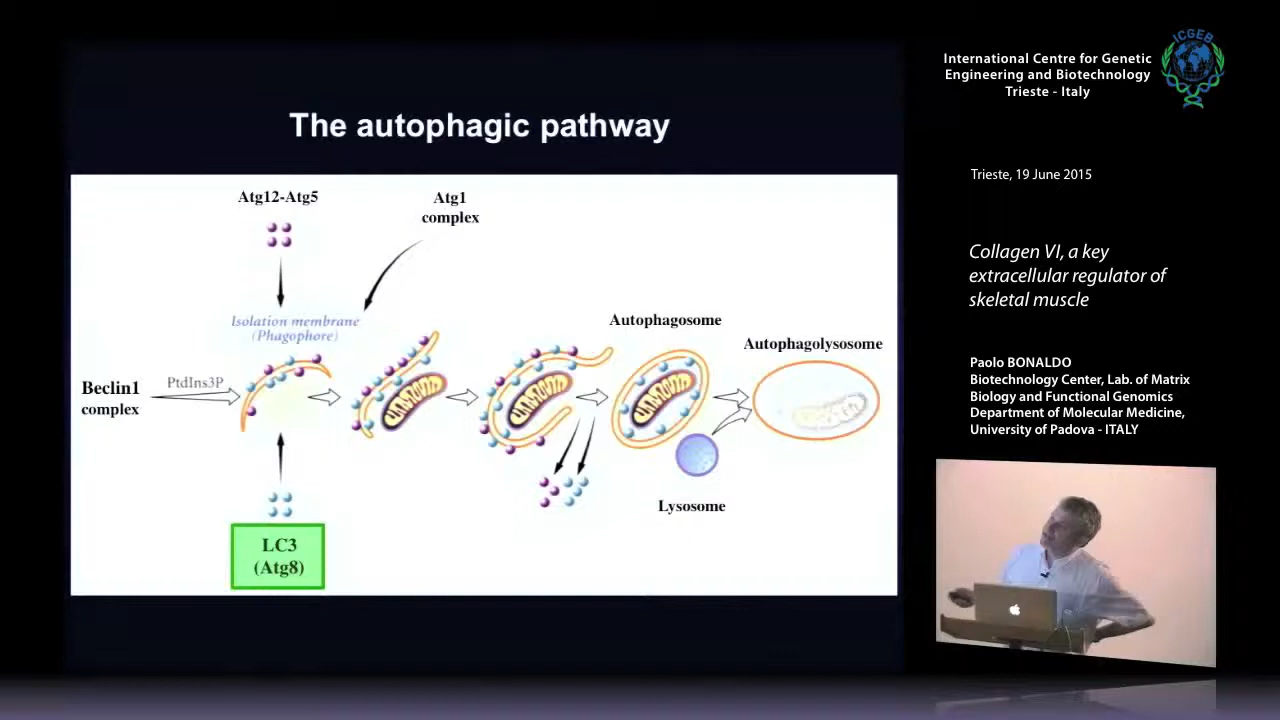 The autophagic pathway
Atg12-Atg5
Atg1
complex
Isolation membrane
(Phagophore)
Autophagosome
Autophagolysosome
Beclin1
complex
PtdIns3P
Lysosome
LC3
(Atg8)
International Centre for Genetic
Engineering and Biotechnology
Trieste - Italy
ICGEB
Trieste, 19 June 2015
Collagen VI, a key
extracellular regulator of
skeletal muscle
Paolo BONALDO
Biotechnology Center, Lab. of Matrix
Biology and Functional Genomics
Department of Molecular Medicine,
University of Padova - ITALY